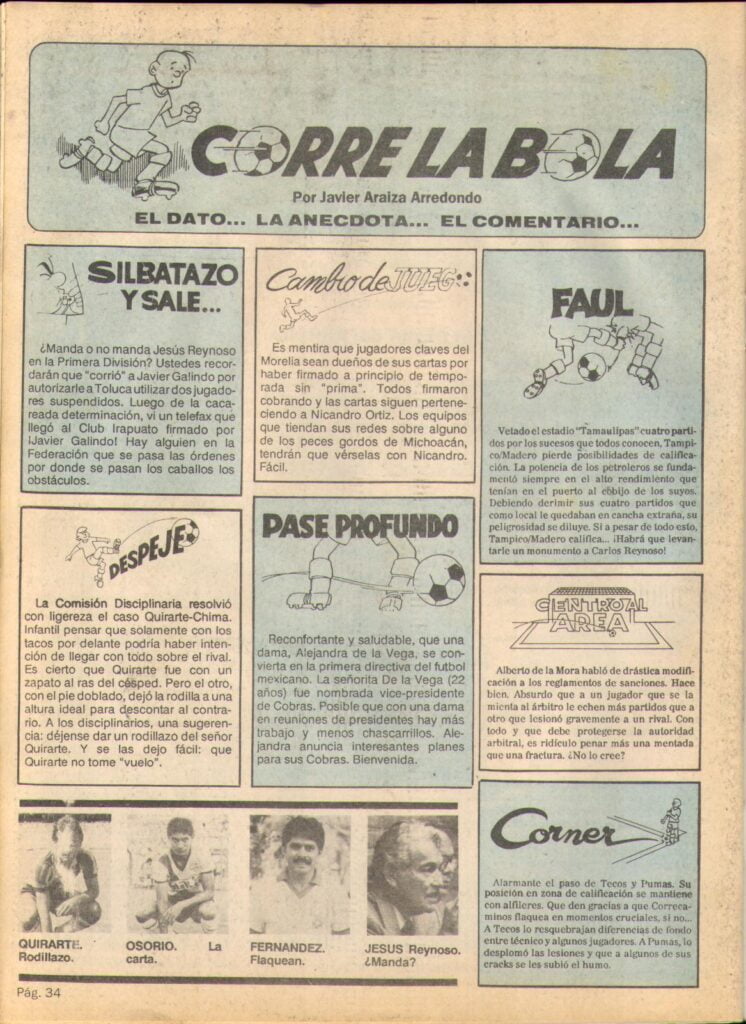 CORRE LA BOLA
Por Javier Araiza Arredondo
EL DATO... LA ANECDOTA... EL COMENTARIO...
SILBATAZO
Y SALE...
¿Manda o no manda Jesús Reynoso
en la Primera División? Ustedes recor-
darán que "corrió" a Javier Galindo por
autorizarle a Toluca utilizar dos jugado-
res suspendidos. Luego de la caca-
reada determinación, vi un telefax que
llegó al Club Irapuato firmado por
¡Javier Galindo! Hay alguien en la
Federación que se pasa las órdenes
por donde se pasan los caballos los
obstáculos.
Cambio de JUEGO
Es mentira que jugadores claves del
Morelia sean dueños de sus cartas por
haber firmado a principio de tempo-
rada sin "prima". Todos firmaron
cobrando y las cartas siguen pertene-
ciendo a Nicandro Ortiz. Los equipos
que tiendan sus redes sobre alguno
de los peces gordos de Michoacán,
tendrán que vérselas con Nicandro.
Fácil.
FAUL
Vetado el estadio "Tamaulipas" cuatro parti-
dos por los sucesos que todos conocen, Tampi-
co/Madero pierde posibilidades de califica-
ción. La potencia de los petroleros se funda-
mentó siempre en el alto rendimiento que
tenían en el puerto al cobijo de los suyos.
Debiendo derimir sus cuatro partidos que
como local le quedaban en cancha extraña, su
peligrosidad se diluye. Si a pesar de todo esto,
Tampico/Madero califica... ¡Habrá que levan-
tarle un monumento a Carlos Reynoso!
DESPEJE
La Comisión Disciplinaria resolvió
con ligereza el caso Quirarte-Chima.
Infantil pensar que solamente con los
tacos por delante podría haber inten-
ción de llegar con todo sobre el rival.
Es cierto que Quirarte fue con un
zapato al ras del césped. Pero el otro,
con el pie doblado, dejó la rodilla a una
altura ideal para descontar al contra-
rio. A los disciplinarios, una sugeren-
cia: déjense dar un rodillazo del señor
Quirarte. Y se las dejo fácil: que
Quirarte no tome "vuelo".
PASE PROFUNDO
Reconfortante y saludable, que una
dama, Alejandra de la Vega, se con-
vierta en la primera directiva del futbol
mexicano. La señorita De la Vega (22
años) fue nombrada vice-presidente
de Cobras. Posible que con una dama
en reuniones de presidentes hay más
trabajo y menos chascarrillos. Ale-
jandra anuncia interesantes planes
para sus Cobras. Bienvenida.
CENTRO AL
AREA
Alberto de la Mora habló de drástica modifi-
cación a los reglamentos de sanciones. Hace
bien. Absurdo que a un jugador que se la
mienta al árbitro le echen más partidos que a
otro que lesionó gravemente a un rival. Con
todo y que debe protegerse la autoridad
arbitral, es ridículo penar más una mentada
que una fractura. ¿No lo cree?
Corner
Alarmante el paso de Tecos y Pumas. Su
posición en zona de calificación se mantiene
con alfileres. Que den gracias a que Correca-
minos flaquea en momentos cruciales, si no...
A Tecos lo resquebrajan diferencias de fondo
entre técnico y algunos jugadores. A Pumas, lo
desplomó las lesiones y que a algunos de sus
cracks se les subió el humo.
QUIRARTE.
Rodillazo.
OSORIO. La
carta.
FERNANDEZ.
Flaquean.
JESUS Reynoso.
¿Manda?
Pág. 34